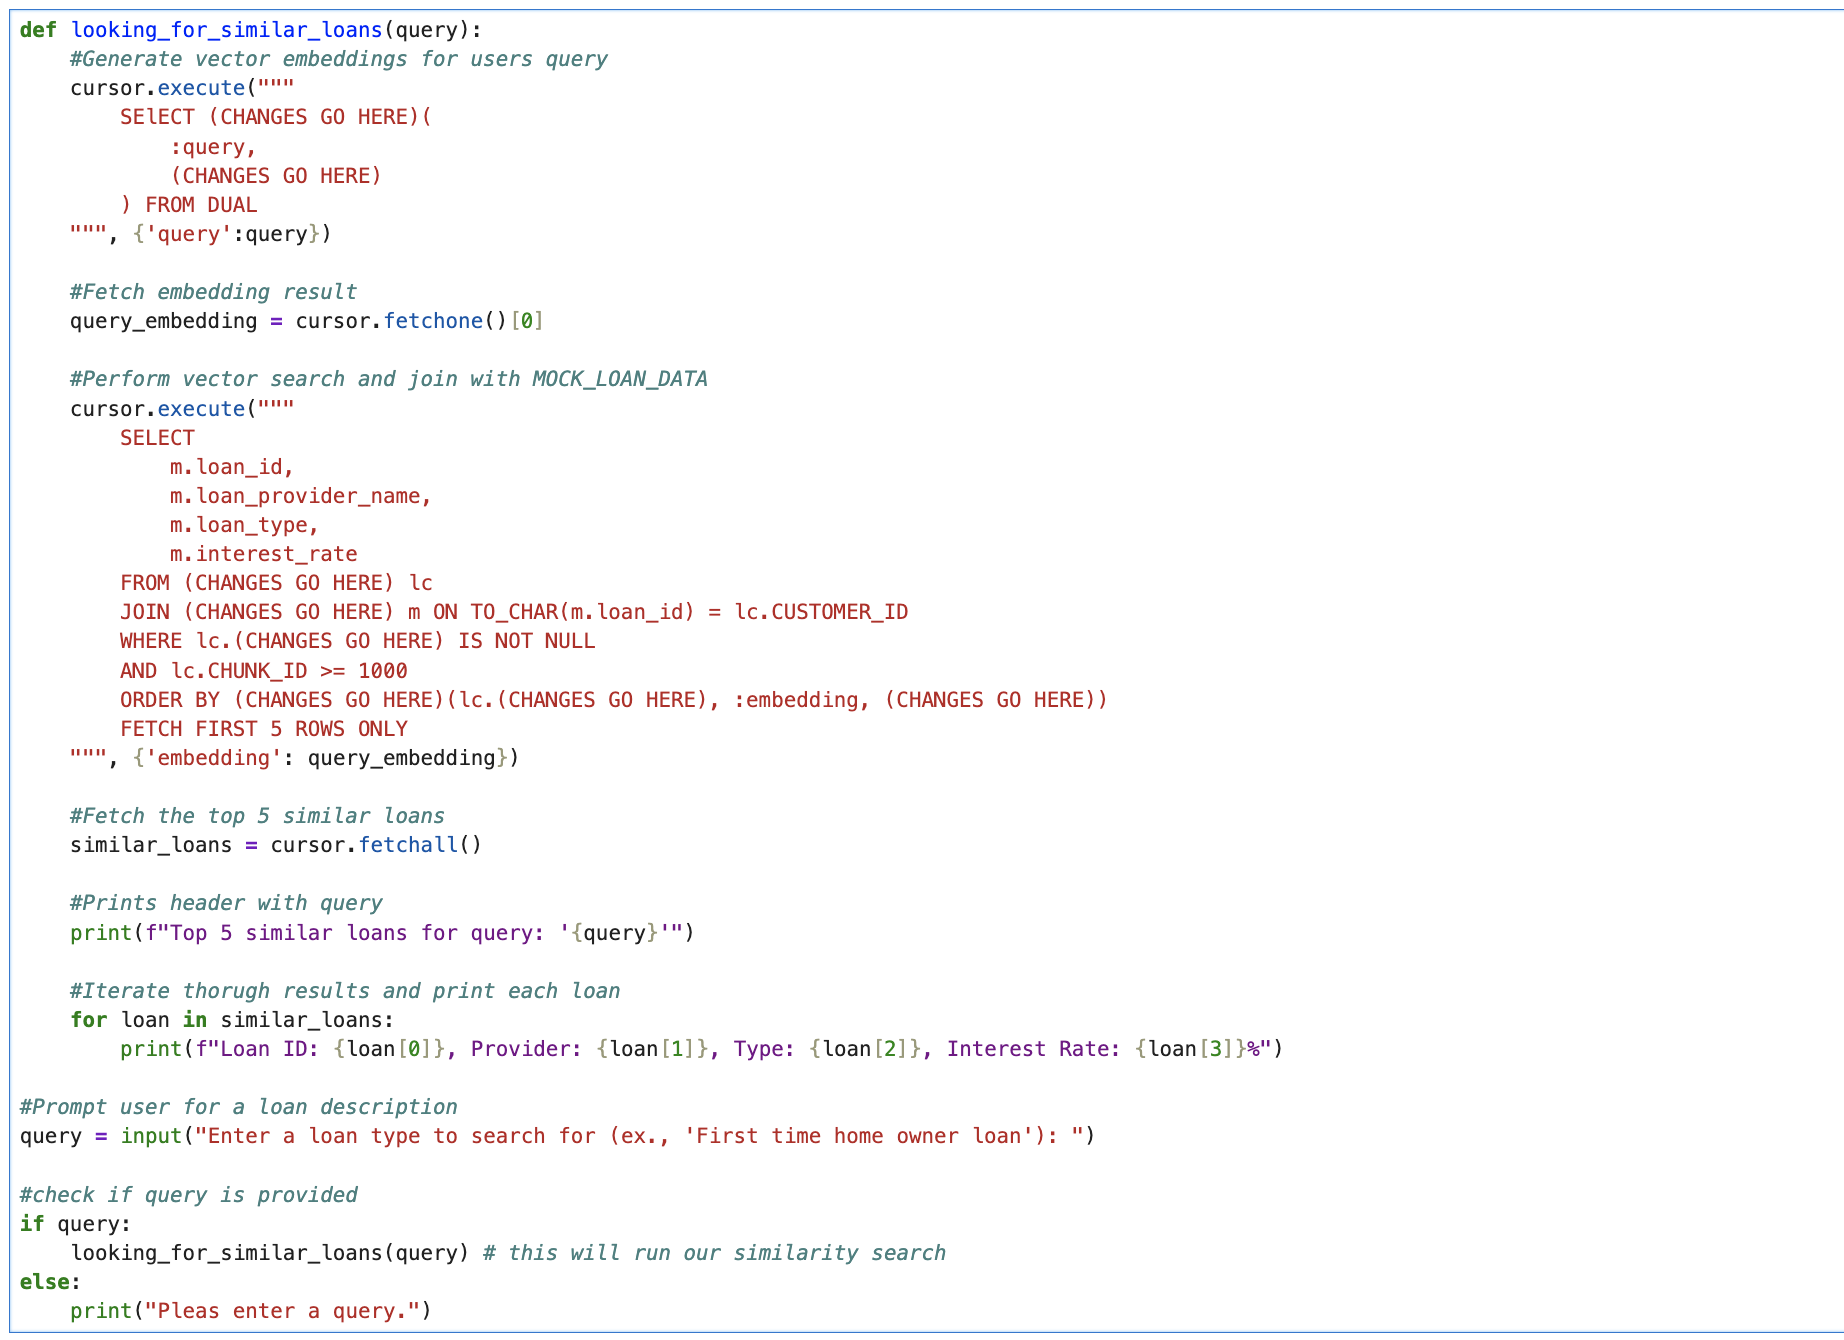 def looking_for_similar_loans(query):
    #Generate vector embeddings for users query
    cursor.execute("""
        SElECT (CHANGES GO HERE)(
            :query,
            (CHANGES GO HERE)
        ) FROM DUAL
    """, {'query':query})
    #Fetch embedding result
    query_embedding = cursor.fetchone()[0]
    #Perform vector search and join with MOCK_LOAN_DATA
    cursor.execute("""
        SELECT
            m.loan_id,
            m.loan_provider_name,
            m.loan_type,
            m.interest_rate
        FROM (CHANGES GO HERE) lc
        JOIN (CHANGES GO HERE) m ON TO_CHAR(m.loan_id) = lc.CUSTOMER_ID
        WHERE lc.(CHANGES GO HERE) IS NOT NULL
        AND lc.CHUNK_ID >= 1000
        ORDER BY (CHANGES GO HERE)(lc.(CHANGES GO HERE), :embedding, (CHANGES GO HERE))
        FETCH FIRST 5 ROWS ONLY
    """, {'embedding': query_embedding})
    #Fetch the top 5 similar loans
    similar_loans = cursor.fetchall()
    #Prints header with query
    print(f"Top 5 similar loans for query: '{query}'")
    #Iterate thorugh results and print each loan
    for loan in similar_loans:
        print(f"Loan ID: {loan[0]}, Provider: {loan[1]}, Type: {loan[2]}, Interest Rate: {loan[3]}%")
#Prompt user for a loan description
query = input("Enter a loan type to search for (ex., 'First time home owner loan'): ")
#check if query is provided
if query:
    looking_for_similar_loans(query) # this will run our similarity search
else:
    print("Pleas enter a query.")